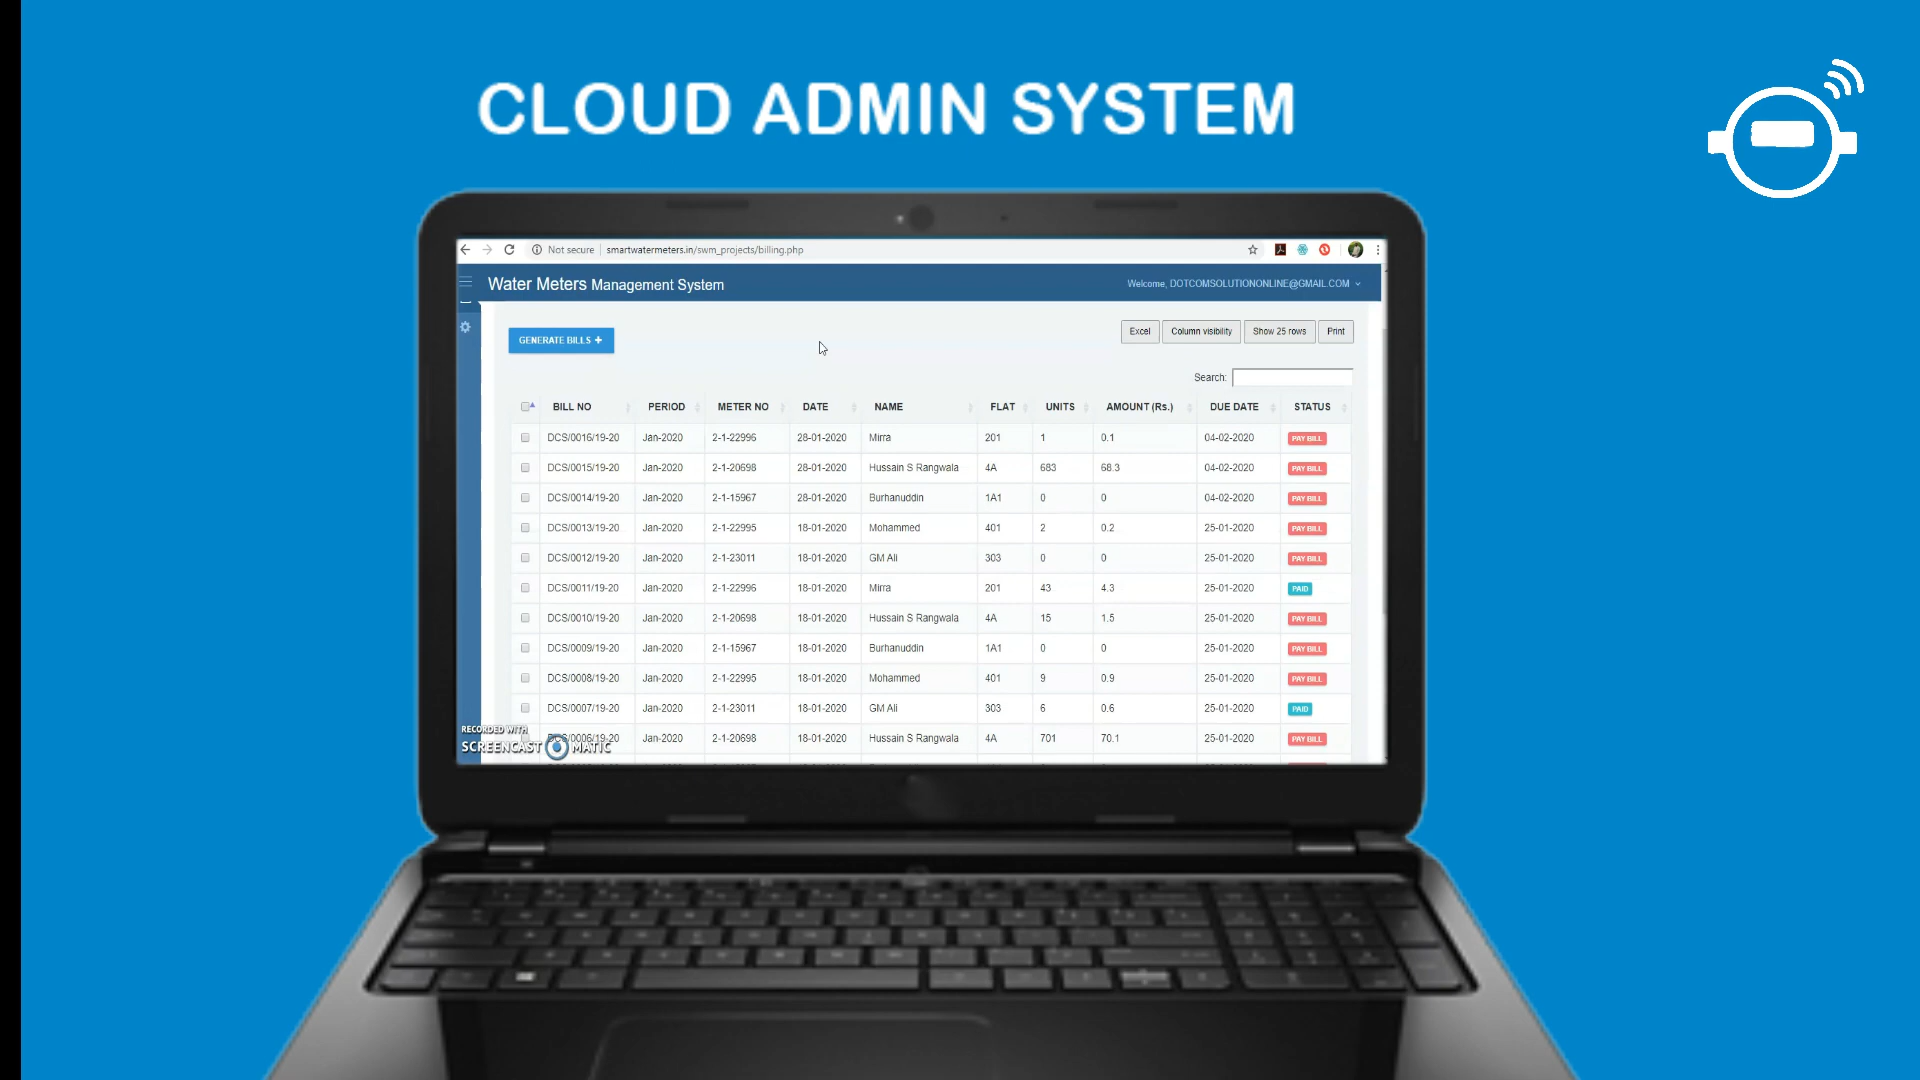 CLOUD ADMIN SYSTEM
Not secure | smartwatermeters.in/swm_projects/billing.php
Water Meters Management System
Welcome, DOTCOMSOLUTIONONLINE@GMAIL.COM
GENERATE BILLS +
Excel Column visibility Show 25 rows Print
Search:
BILL NO PERIOD METER NO DATE NAME FLAT UNITS AMOUNT (Rs.) DUE DATE STATUS
DCS/0016/19-20 Jan-2020 2-1-22996 28-01-2020 Mirra 201 1 0.1 04-02-2020 PAY BILL
DCS/0015/19-20 Jan-2020 2-1-20698 28-01-2020 Hussain S Rangwala 4A 683 68.3 04-02-2020 PAY BILL
DCS/0014/19-20 Jan-2020 2-1-15967 28-01-2020 Burhanuddin 1A1 0 0 04-02-2020 PAY BILL
DCS/0013/19-20 Jan-2020 2-1-22995 18-01-2020 Mohammed 401 2 0.2 25-01-2020 PAY BILL
DCS/0012/19-20 Jan-2020 2-1-23011 18-01-2020 GM Ali 303 0 0 25-01-2020 PAY BILL
DCS/0011/19-20 Jan-2020 2-1-22996 18-01-2020 Mirra 201 43 4.3 25-01-2020 PAID
DCS/0010/19-20 Jan-2020 2-1-20698 18-01-2020 Hussain S Rangwala 4A 15 1.5 25-01-2020 PAY BILL
DCS/0009/19-20 Jan-2020 2-1-15967 18-01-2020 Burhanuddin 1A1 0 0 25-01-2020 PAY BILL
DCS/0008/19-20 Jan-2020 2-1-22995 18-01-2020 Mohammed 401 9 0.9 25-01-2020 PAY BILL
DCS/0007/19-20 Jan-2020 2-1-23011 18-01-2020 GM Ali 303 6 0.6 25-01-2020 PAID
DCS/0006/19-20 Jan-2020 2-1-20698 18-01-2020 Hussain S Rangwala 4A 701 70.1 25-01-2020 PAY BILL
RECORDED WITH
SCREENCAST MATIC